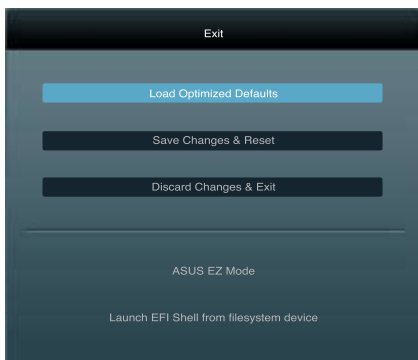 Exit
Load Optimized Defaults
Save Changes & Reset
Discard Changes & Exit
ASUS EZ Mode
Launch EFI Shell from filesystem device